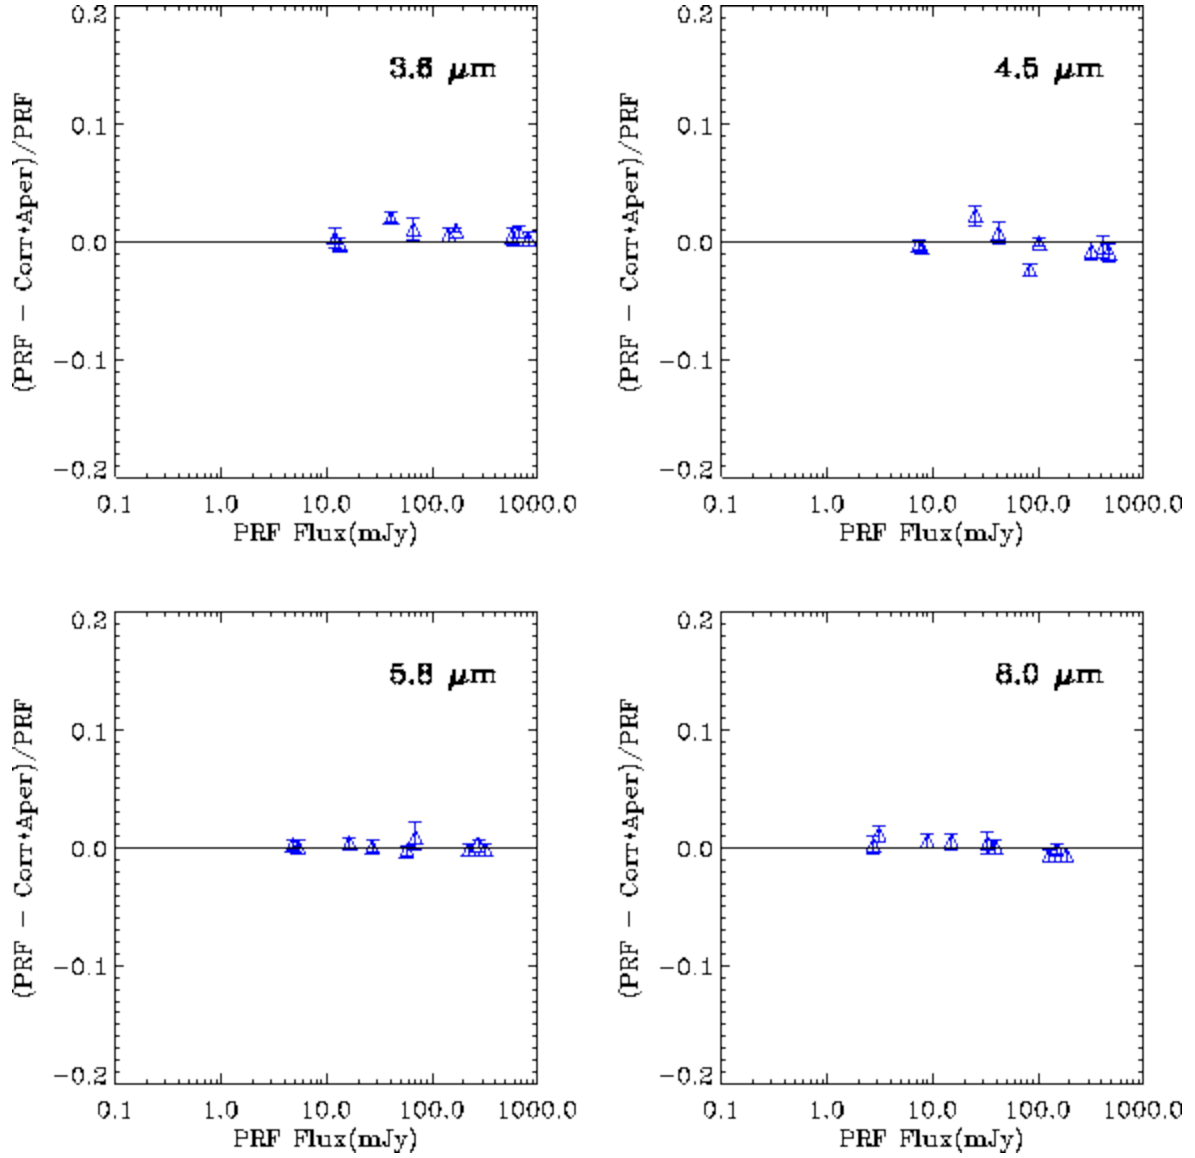 3.6 μm
(PRF − Corr*Aper)/PRF
0.2
0.1
0.0
−0.1
−0.2
0.1 1.0 10.0 100.0 1000.0
PRF Flux(mJy)
4.5 μm
(PRF − Corr*Aper)/PRF
0.2
0.1
0.0
−0.1
−0.2
0.1 1.0 10.0 100.0 1000.0
PRF Flux(mJy)
5.8 μm
(PRF − Corr*Aper)/PRF
0.2
0.1
0.0
−0.1
−0.2
0.1 1.0 10.0 100.0 1000.0
PRF Flux(mJy)
8.0 μm
(PRF − Corr*Aper)/PRF
0.2
0.1
0.0
−0.1
−0.2
0.1 1.0 10.0 100.0 1000.0
PRF Flux(mJy)